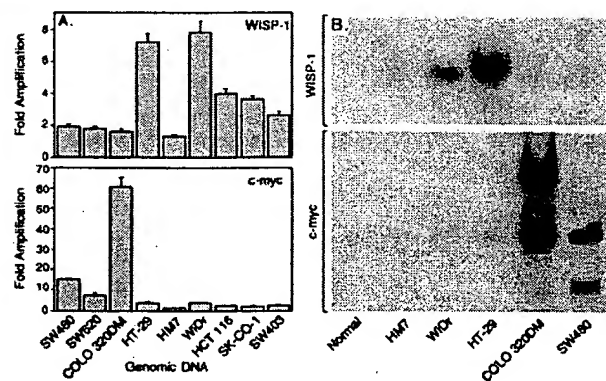 A.
WISP-1
Fold Amplification
8
6
4
2
0
c-myc
Fold Amplification
70
60
50
40
30
20
10
0
SW480
SW620
COLO 320DM
HT-29
HM7
WiDr
HCT 116
SK-CO-1
SW403
Genomic DNA
B.
WISP-1
c-myc
Normal
HM7
WiDr
HT-29
COLO 320DM
SW480